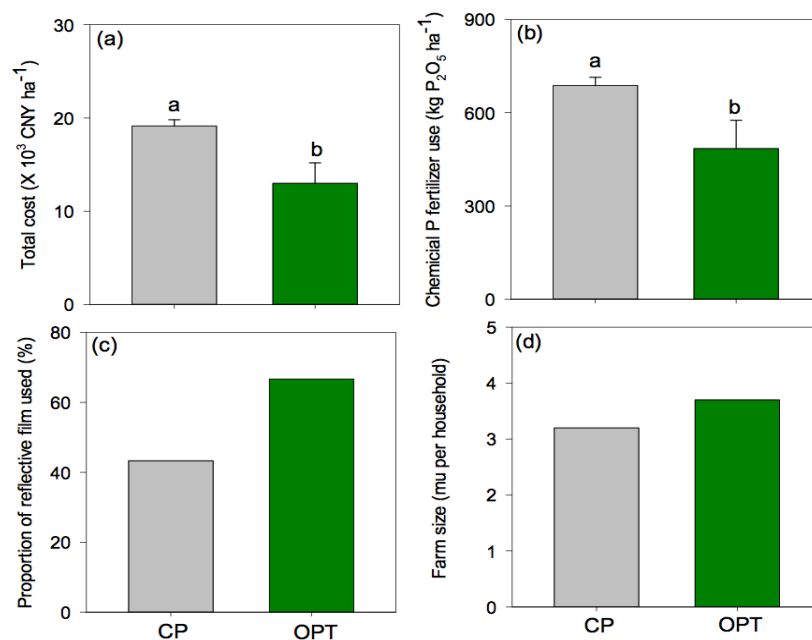 (a)
Total cost (X 10³ CNY ha⁻¹)
30
20
10
0
a
b
(b)
Chemicial P fertilizer use (kg P₂O₅ ha⁻¹)
900
600
300
0
a
b
(c)
Proportion of reflective film used (%)
80
60
40
20
0
CP
OPT
(d)
Farm size (mu per household)
5
4
3
2
1
0
CP
OPT